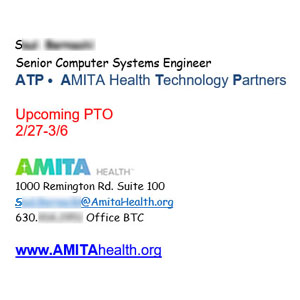 Senior Computer Systems Engineer
ATP • AMITA Health Technology Partners
Upcoming PTO
2/27-3/6
AMITA HEALTH™
1000 Remington Rd. Suite 100
@AmitaHealth.org
630. Office BTC
www.AMITAhealth.org